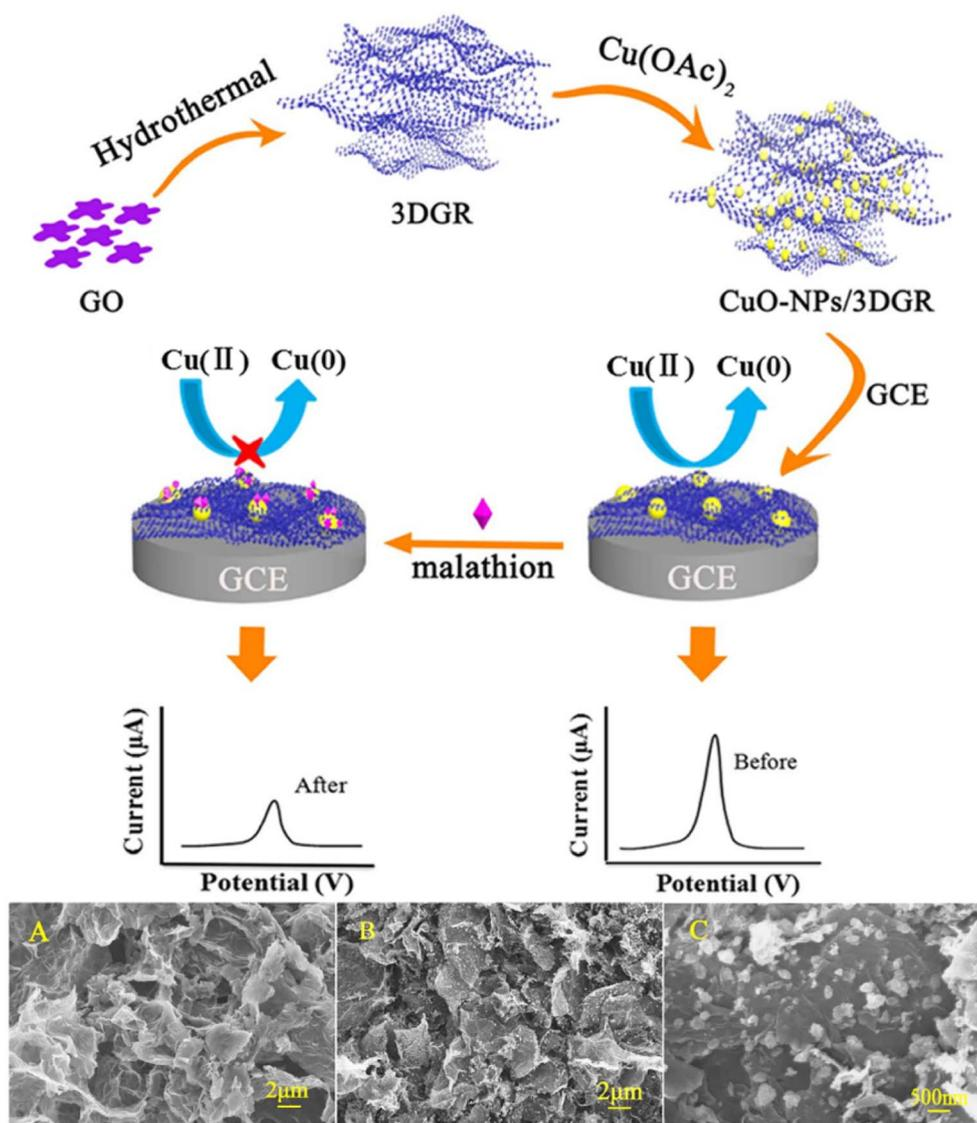 Hydrothermal
Cu(OAc)₂
3DGR
GO
CuO-NPs/3DGR
Cu(Ⅱ) Cu(0)
Cu(Ⅱ) Cu(0)
GCE
malathion
GCE
GCE
Current (μA)
After
Potential (V)
Current (μA)
Before
Potential (V)
A
2μm
B
2μm
C
500nm